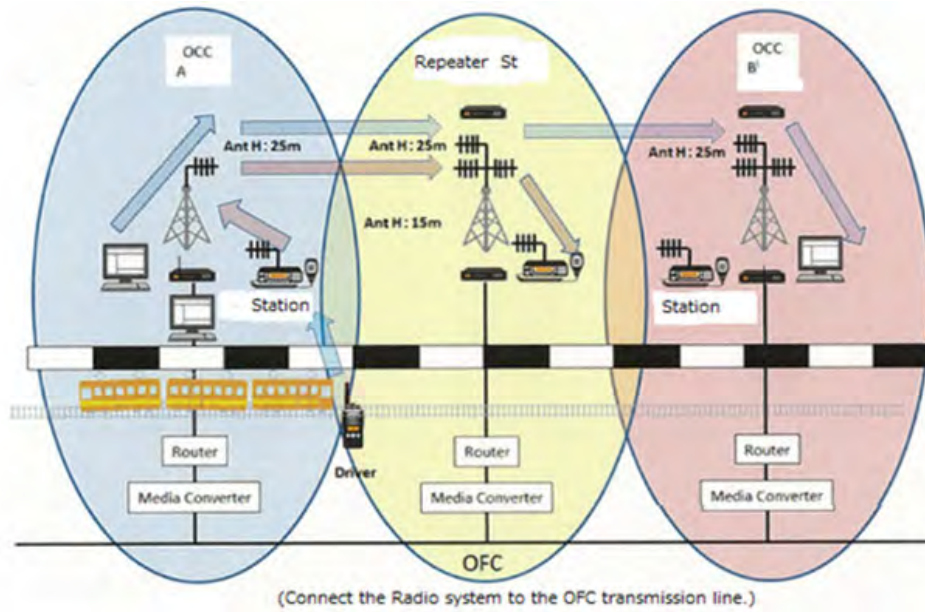 OCC
A
Repeater St
OCC
B
Ant H: 25m
Ant H: 25m
Ant H: 25m
Ant H: 15m
Station
Station
Driver
Router
Router
Router
Media Converter
Media Converter
Media Converter
OFC
(Connect the Radio system to the OFC transmission line.)